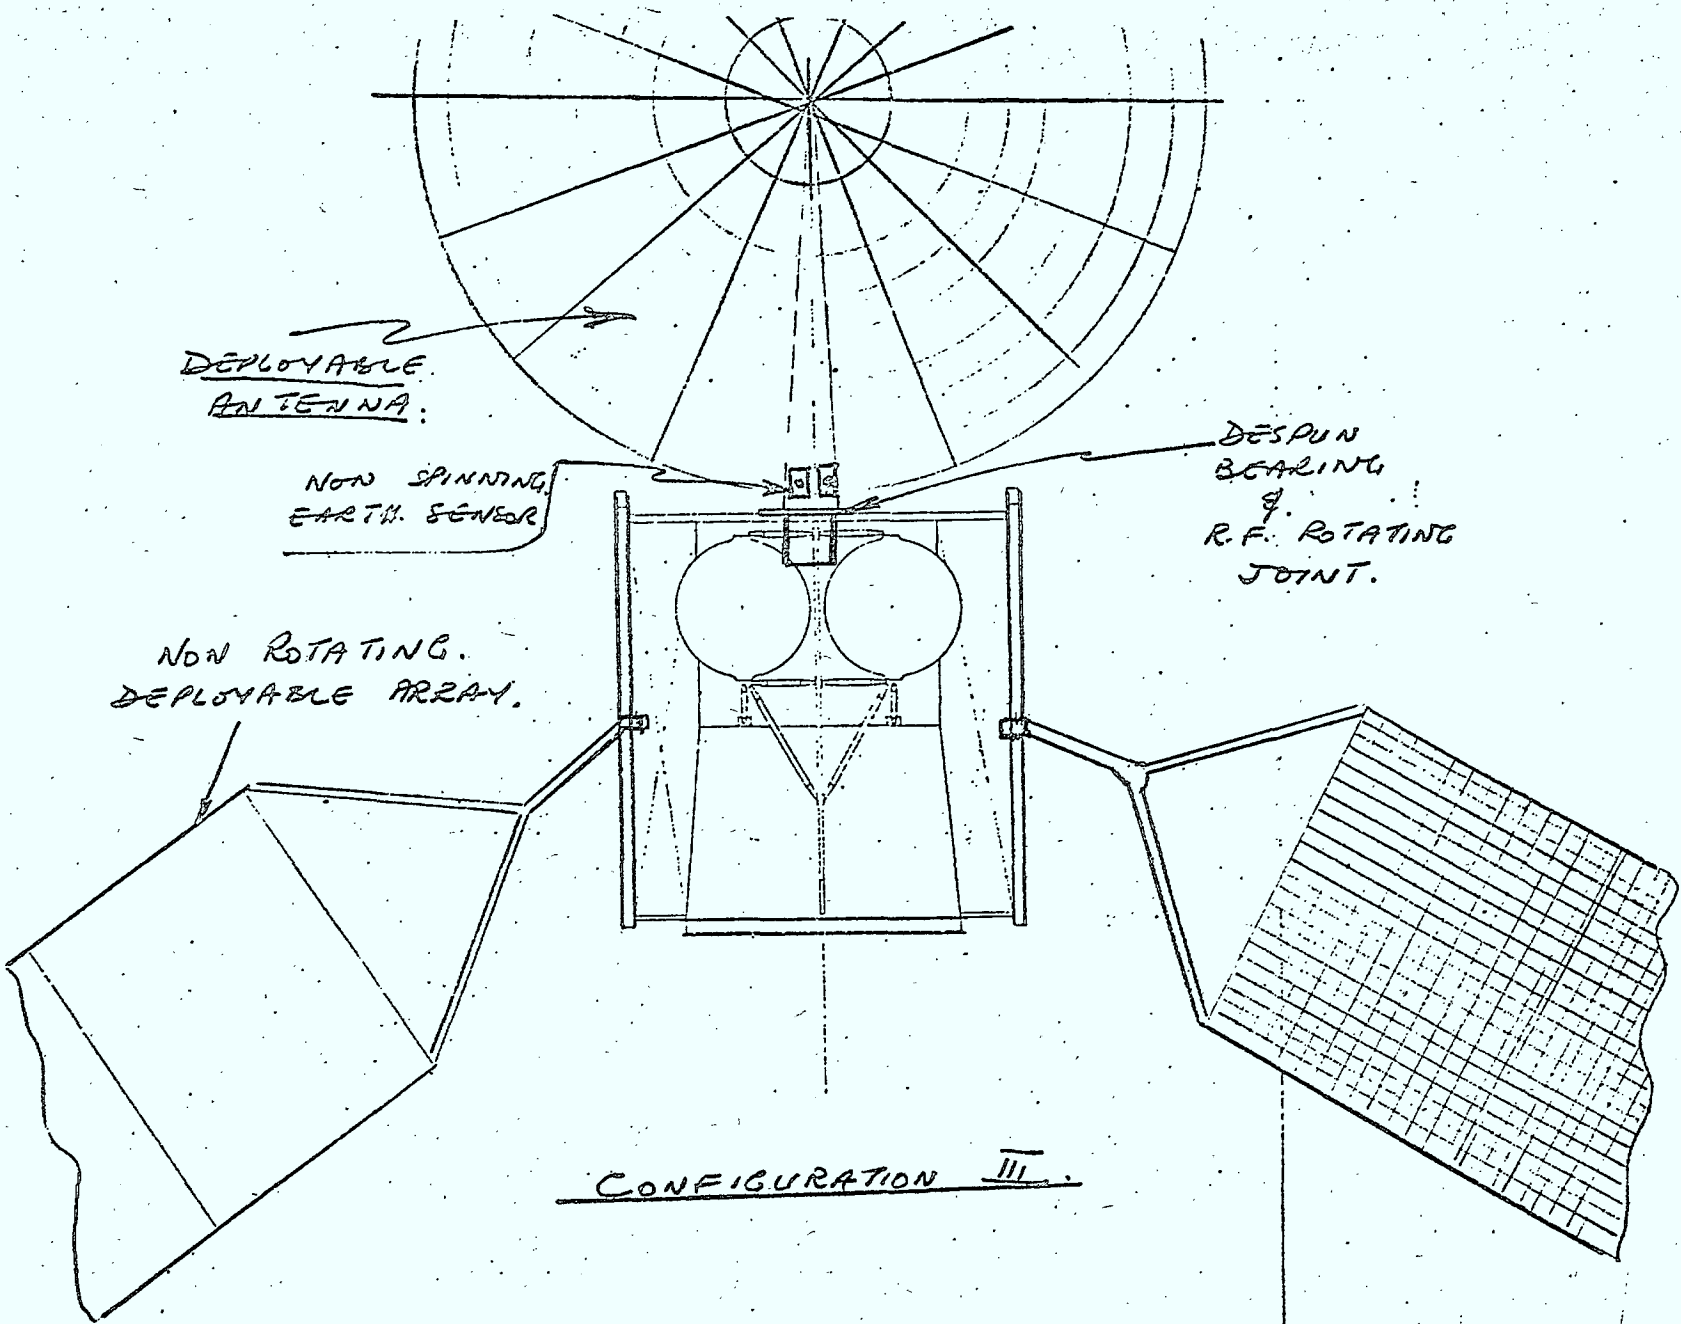 DEPLOYABLE.
ANTENNA:
NON SPINNING
EARTH. SENSOR
DESPUN
BEARING
&.
R.F. ROTATING
JOINT.
NON ROTATING.
DEPLOYABLE ARRAY.
CONFIGURATION III.